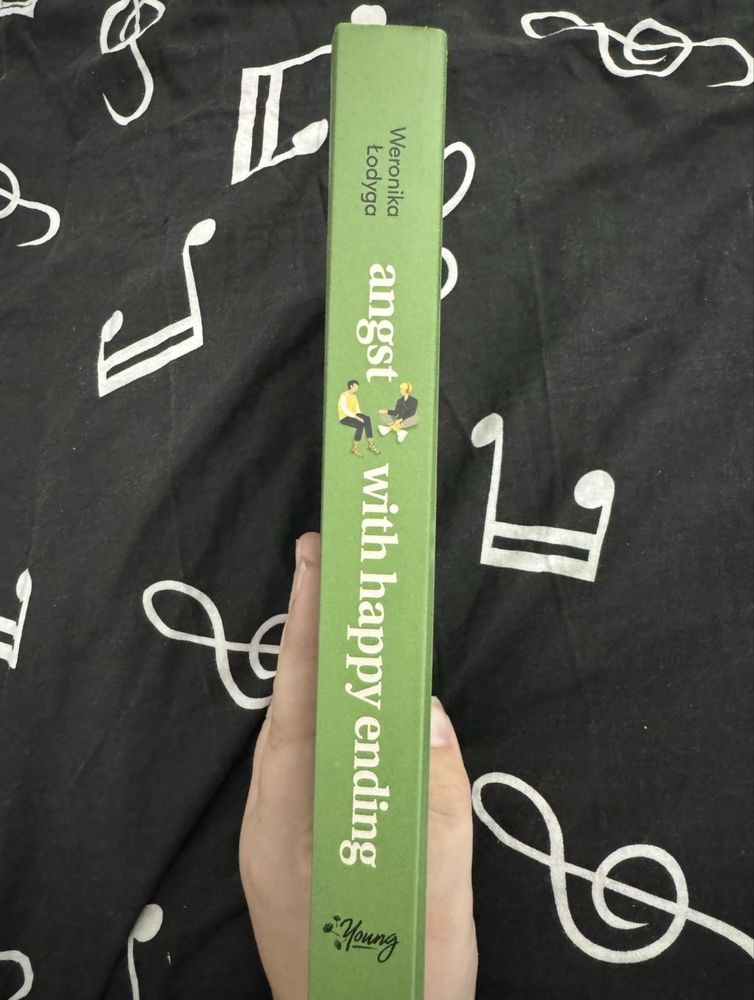 Weronika
Łodyga
angst
with happy ending
Young